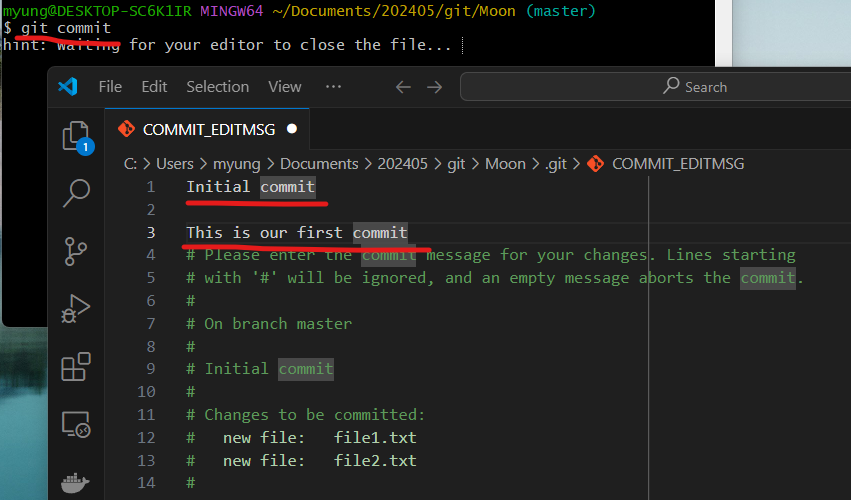 myung@DESKTOP-SC6K1IR MINGW64 ~/Documents/202405/git/Moon (master)
$ git commit
hint: Waiting for your editor to close the file...
File Edit Selection View ... Search
COMMIT_EDITMSG
1
C: > Users > myung > Documents > 202405 > git > Moon > .git > COMMIT_EDITMSG
1 Initial commit
2
3 This is our first commit
4 # Please enter the commit message for your changes. Lines starting
5 # with '#' will be ignored, and an empty message aborts the commit.
6 #
7 # On branch master
8 #
9 # Initial commit
10 #
11 # Changes to be committed:
12 # new file: file1.txt
13 # new file: file2.txt
14 #